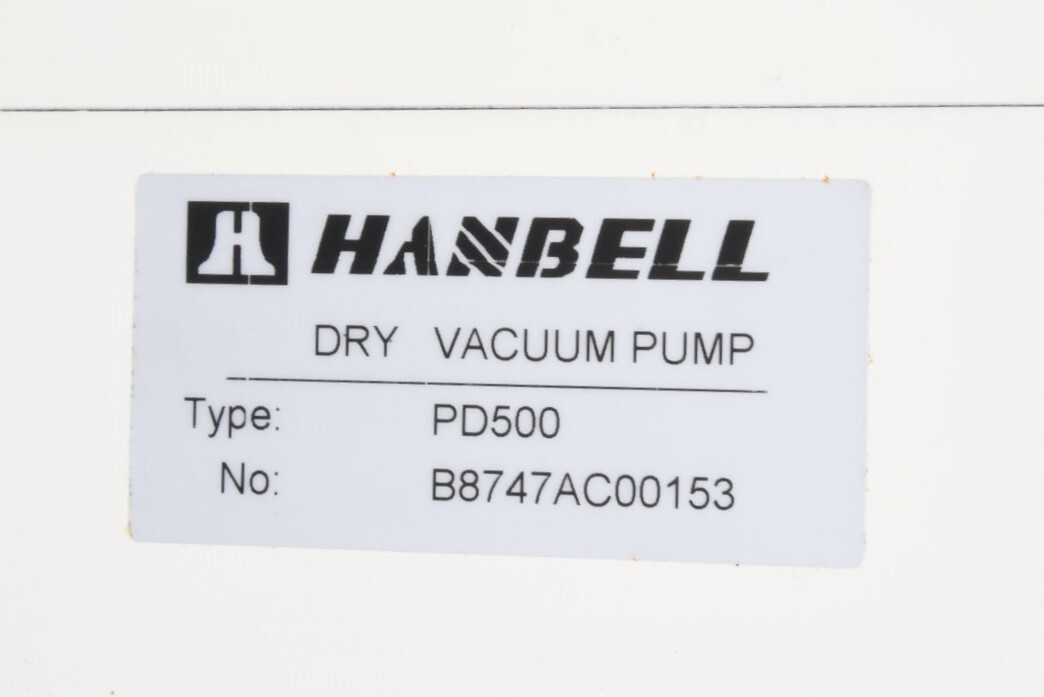 HANBELL
DRY VACUUM PUMP
Type: PD500
No: B8747AC00153